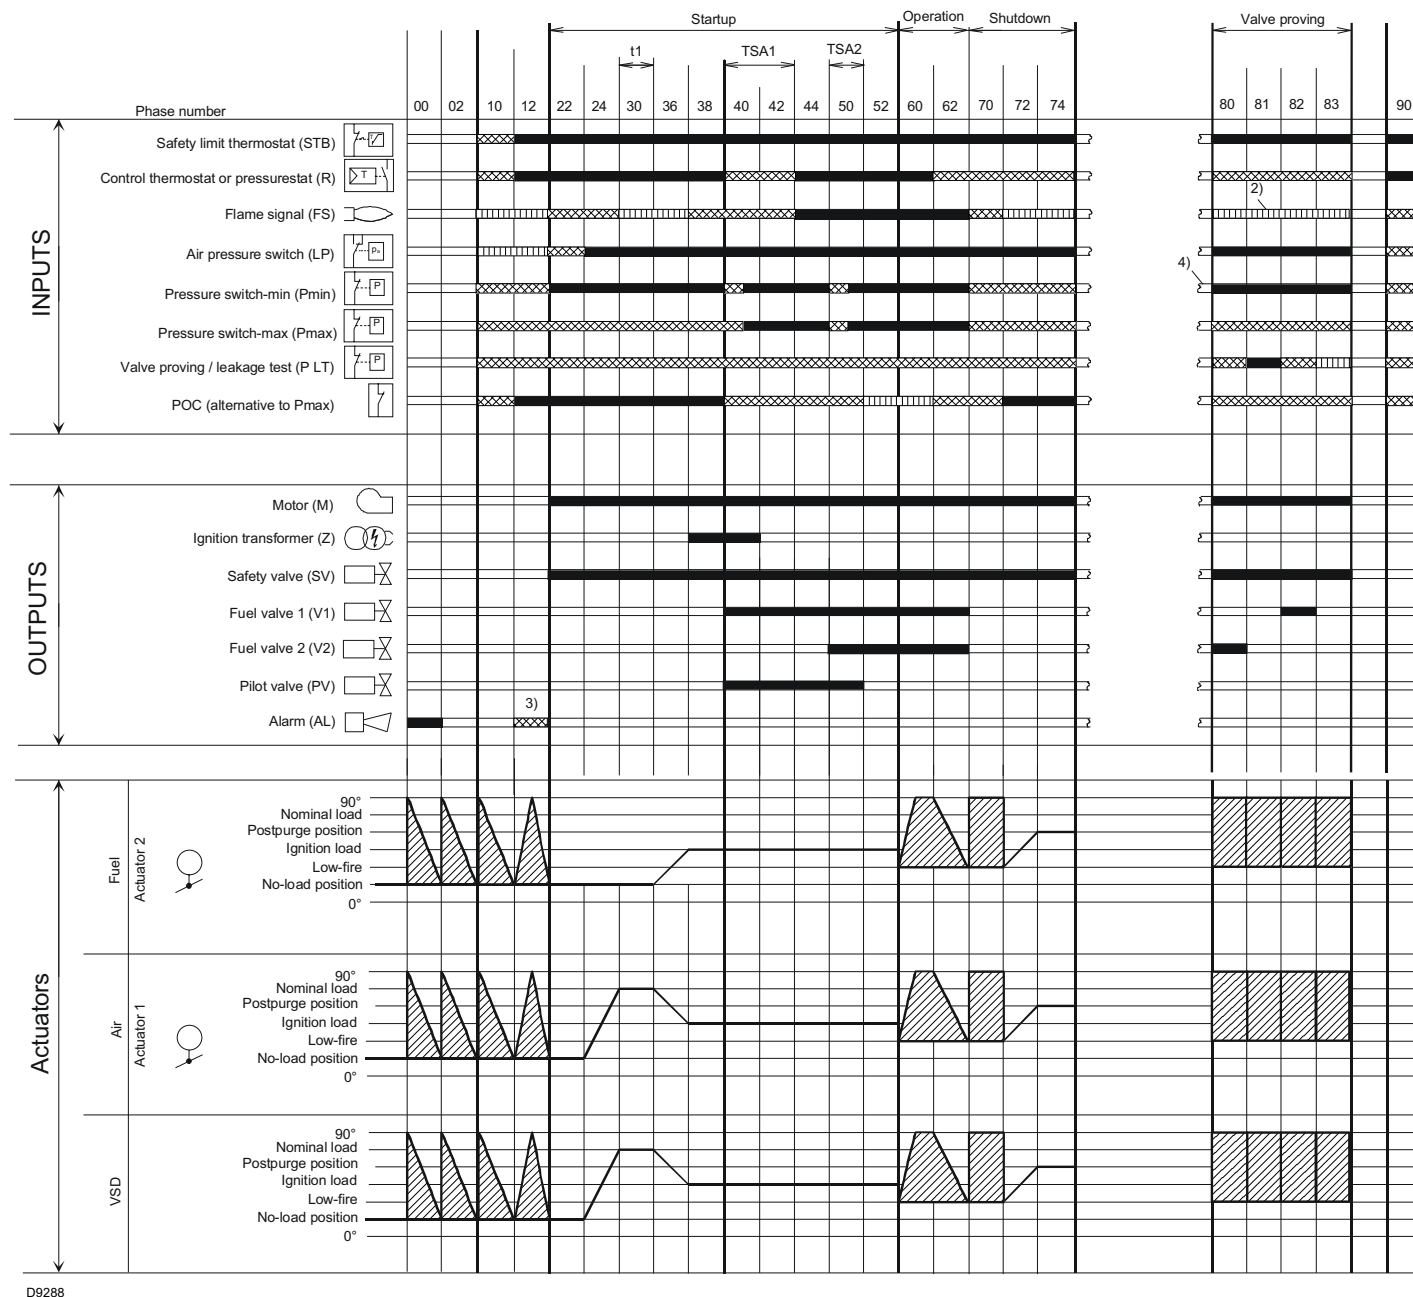 Startup
Operation
Shutdown
Valve proving
t1
TSA1
TSA2
Phase number
00 02 10 12 22 24 30 36 38 40 42 44 50 52 60 62 70 72 74 80 81 82 83 90
INPUTS
Safety limit thermostat (STB)
Control thermostat or pressurestat (R)
T
2)
Flame signal (FS)
Air pressure switch (LP)
4)
Pressure switch-min (Pmin)
P
Pressure switch-max (Pmax)
P
Valve proving / leakage test (P LT)
P
POC (alternative to Pmax)
OUTPUTS
Motor (M)
Ignition transformer (Z)
Safety valve (SV)
Fuel valve 1 (V1)
Fuel valve 2 (V2)
Pilot valve (PV)
3)
Alarm (AL)
Actuators
Fuel
Actuator 2
90°
Nominal load
Postpurge position
Ignition load
Low-fire
No-load position
0°
Air
Actuator 1
90°
Nominal load
Postpurge position
Ignition load
Low-fire
No-load position
0°
VSD
90°
Nominal load
Postpurge position
Ignition load
Low-fire
No-load position
0°
D9288